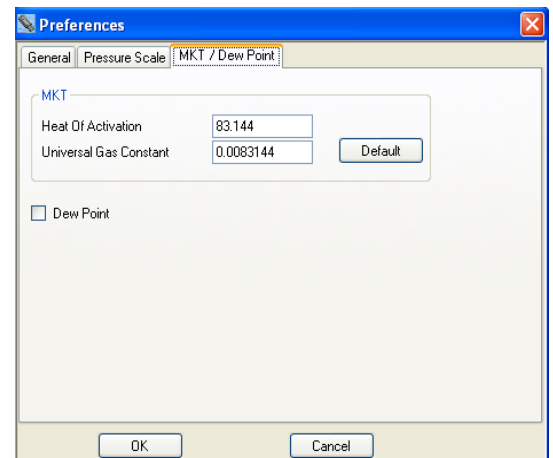 Preferences
General Pressure Scale MKT / Dew Point
MKT
Heat Of Activation 83.144
Universal Gas Constant 0.0083144 Default
Dew Point
OK Cancel